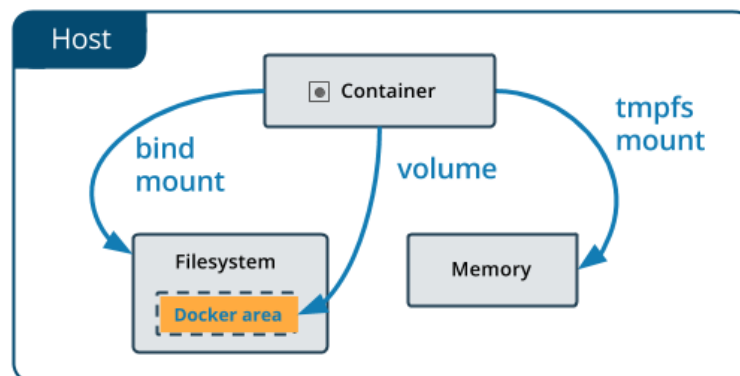 Host
Container
bind
mount
volume
tmpfs
mount
Filesystem
Docker area
Memory